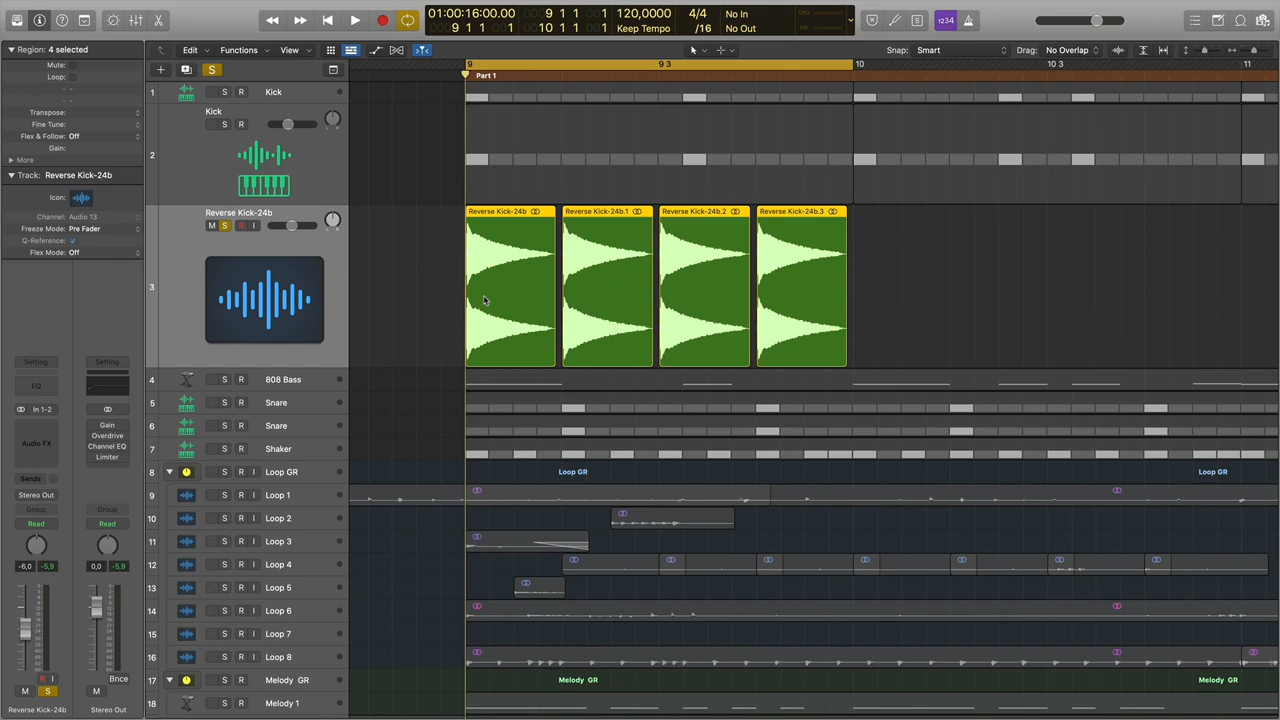 01:00:16:00.00
9 1 1 1
120,0000
4/4
No In
CPU
9 1 1 1
10 1 1 1
Keep Tempo
/16
No Out
HD
1234
Region: 4 selected
Edit
Functions
View
Snap: Smart
Drag: No Overlap
Mute:
Loop:
Transpose:
Fine Tune:
Flex & Follow: Off
Gain:
More
Track: Reverse Kick-24b
Icon:
Channel: Audio 13
Freeze Mode: Pre Fader
Q-Reference:
Flex Mode: Off
S
9
9 3
10
10 3
11
Part 1
1 S R Kick
2 Kick
S R
3 Reverse Kick-24b
M S R I
Reverse Kick-24b
Reverse Kick-24b.1
Reverse Kick-24b.2
Reverse Kick-24b.3
4 S R 808 Bass
5 S R Snare
6 S R Snare
7 S R Shaker
8 S R I Loop GR
Loop GR
Loop GR
9 S R I Loop 1
10 S R I Loop 2
11 S R I Loop 3
12 S R I Loop 4
13 S R I Loop 5
14 S R I Loop 6
15 S R I Loop 7
16 S R I Loop 8
17 S R I Melody GR
Melody GR
Melody GR
18 S R Melody 1
Setting
Setting
EQ
In 1-2
Audio FX
Gain
Overdrive
Channel EQ
Limiter
Sends
Stereo Out
Group
Group
Read
Read
-6,0
-5,9
0,0
-5,9
R I
Bnce
M S
M
Reverse Kick-24b
Stereo Out